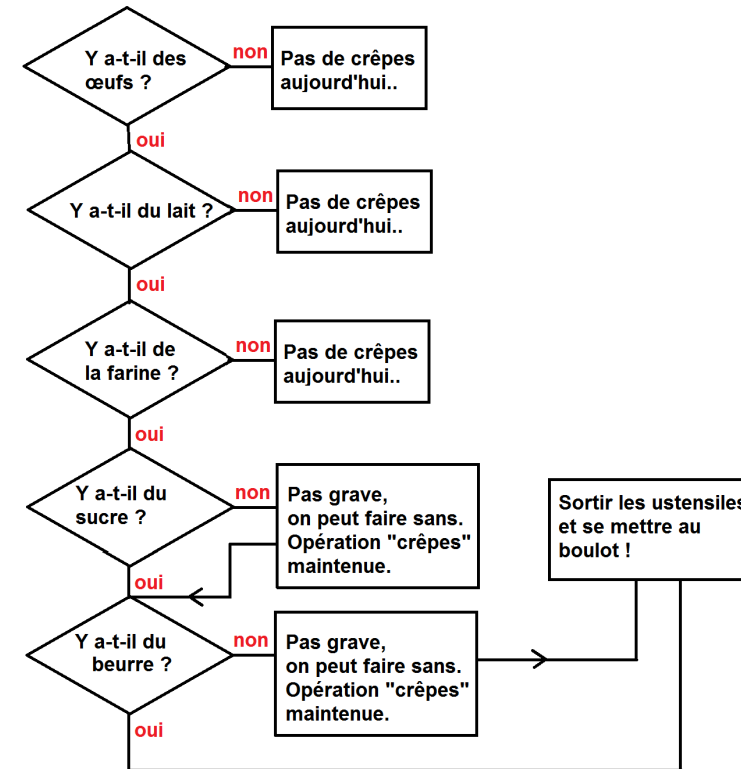 Y a-t-il des
œufs ?
non
Pas de crêpes
aujourd'hui..
oui
Y a-t-il du lait ?
non
Pas de crêpes
aujourd'hui..
oui
Y a-t-il de
la farine ?
non
Pas de crêpes
aujourd'hui..
oui
Y a-t-il du
sucre ?
non
Pas grave,
on peut faire sans.
Opération "crêpes"
maintenue.
Sortir les ustensiles
et se mettre au
boulot !
oui
Y a-t-il du
beurre ?
non
Pas grave,
on peut faire sans.
Opération "crêpes"
maintenue.
oui